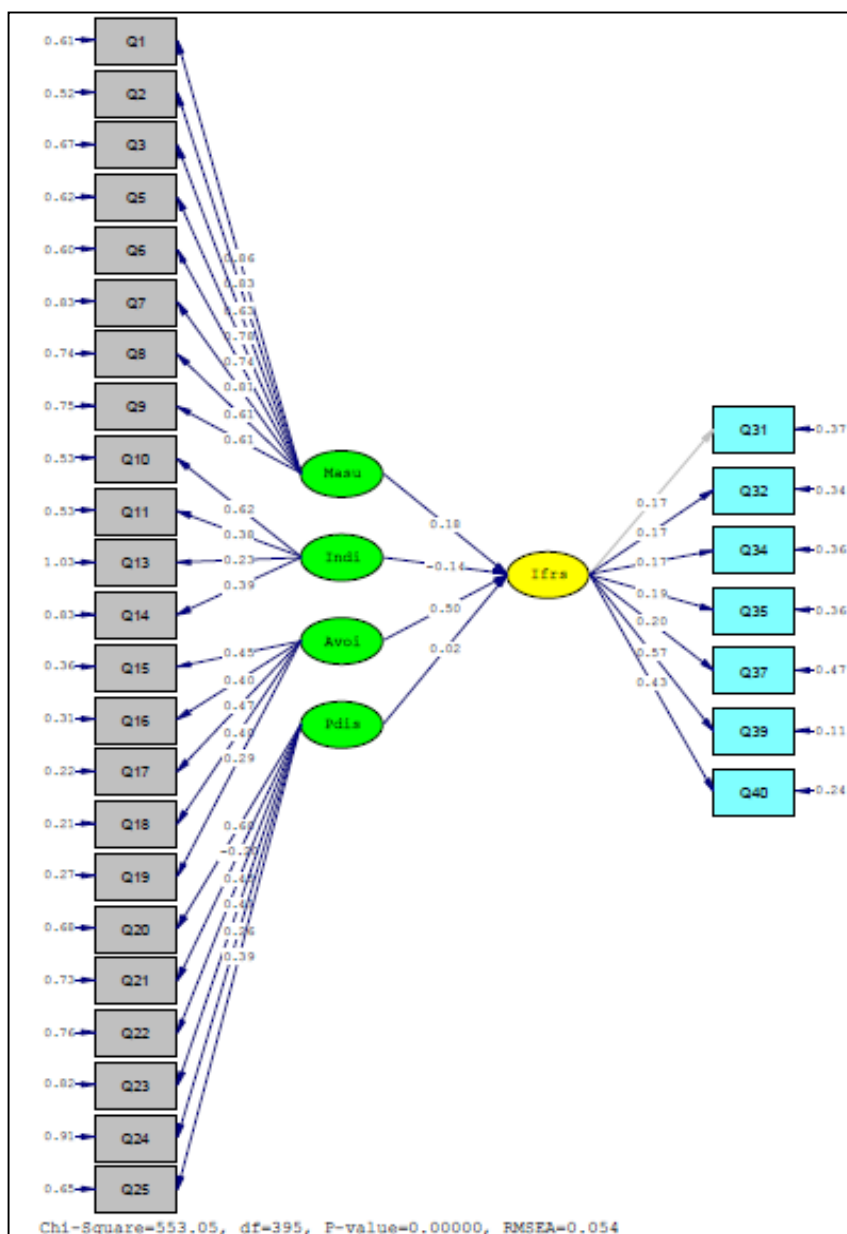 0.61 Q1
0.52 Q2
0.67 Q3
0.62 Q5
0.60 Q6
0.83 Q7
0.74 Q8
0.75 Q9
0.53 Q10
0.53 Q11
1.03 Q13
0.83 Q14
0.36 Q15
0.31 Q16
0.22 Q17
0.21 Q18
0.27 Q19
0.68 Q20
0.73 Q21
0.76 Q22
0.82 Q23
0.91 Q24
0.65 Q25
0.86
0.83
0.63
0.78
0.74
0.81
0.61
0.61
0.62
0.38
0.23
0.39
0.45
0.40
0.47
0.48
0.29
0.60
0.26
0.39
Masu
Indi
Avoi
Pdis
0.18
-0.14
0.50
0.02
Ifrs
0.17
0.17
0.17
0.19
0.20
0.57
0.43
Q31 0.37
Q32 0.34
Q34 0.36
Q35 0.36
Q37 0.47
Q39 0.11
Q40 0.24
Chi-Square=553.05, df=395, P-value=0.00000, RMSEA=0.054